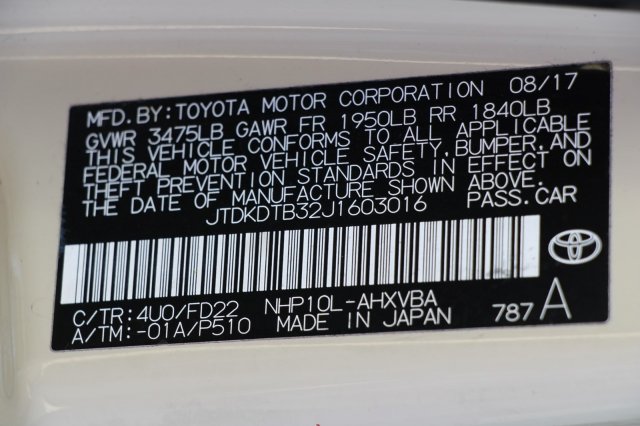 MFD. BY: TOYOTA MOTOR CORPORATION 08/17
GVWR 3475LB GAWR FR 1950LB RR 1840LB
THIS VEHICLE CONFORMS TO ALL APPLICABLE
FEDERAL MOTOR VEHICLE SAFETY, BUMPER, AND
THEFT PREVENTION STANDARDS IN EFFECT ON
THE DATE OF MANUFACTURE SHOWN ABOVE.
JTDKDTB32J1603016 PASS. CAR
C/TR: 4U0/FD22 NHP10L-AHXVBA
A/TM: -01A/P510 MADE IN JAPAN 787 A